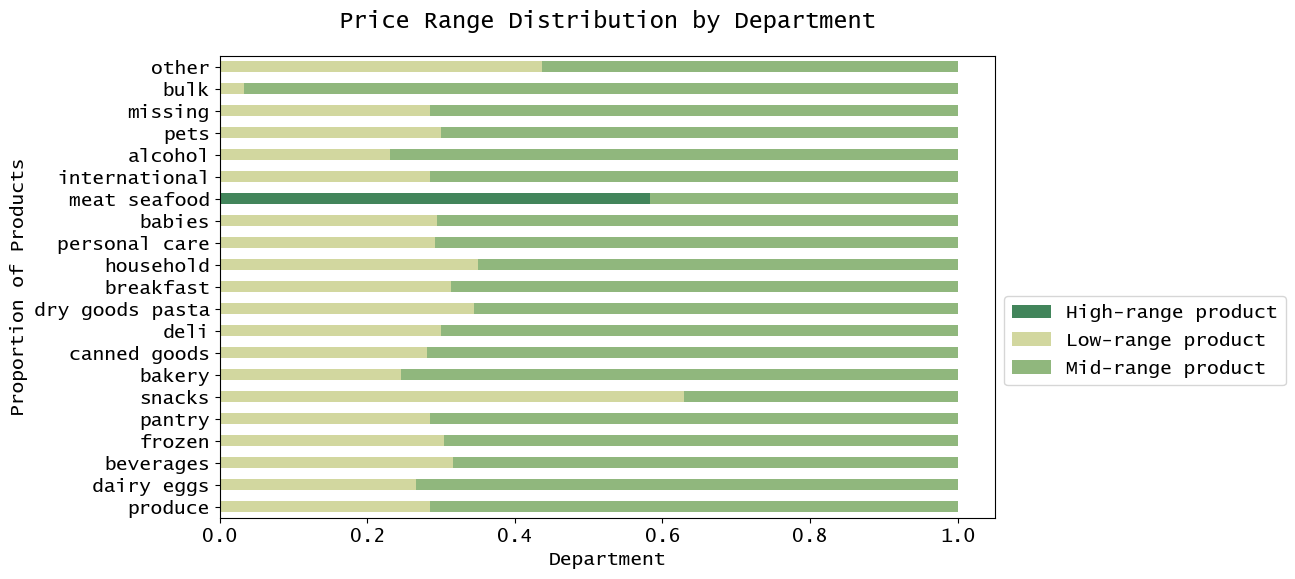 Price Range Distribution by Department
Proportion of Products
other
bulk
missing
pets
alcohol
international
meat seafood
babies
personal care
household
breakfast
dry goods pasta
deli
canned goods
bakery
snacks
pantry
frozen
beverages
dairy eggs
produce
0.0 0.2 0.4 0.6 0.8 1.0
Department
High-range product
Low-range product
Mid-range product